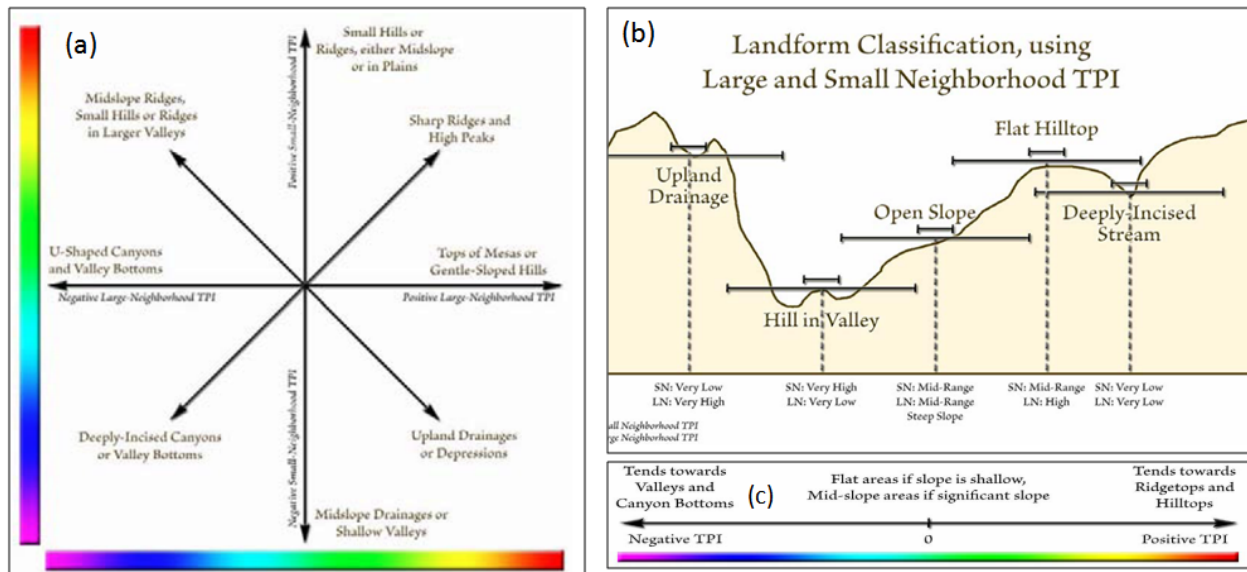 (a)
Small Hills or
Ridges, either Midslope
or in Plains
Positive Small-Neighborhood TPI
Midslope Ridges,
Small Hills or Ridges
in Larger Valleys
Sharp Ridges and
High Peaks
U-Shaped Canyons
and Valley Bottoms
Negative Large-Neighborhood TPI
Tops of Mesas or
Gentle-Sloped Hills
Positive Large-Neighborhood TPI
Negative Small-Neighborhood TPI
Deeply-Incised Canyons
or Valley Bottoms
Upland Drainages
or Depressions
Midslope Drainages or
Shallow Valleys
(b)
Landform Classification, using
Large and Small Neighborhood TPI
Upland
Drainage
Hill in Valley
Open Slope
Flat Hilltop
Deeply-Incised
Stream
SN: Very Low
LN: Very High
SN: Very High
LN: Very Low
SN: Mid-Range
LN: Mid-Range
Steep Slope
SN: Mid-Range
LN: High
SN: Very Low
LN: Very Low
all Neighborhood TPI
ge Neighborhood TPI
(c)
Tends towards
Valleys and
Canyon Bottoms
Flat areas if slope is shallow,
Mid-slope areas if significant slope
Tends towards
Ridgetops and
Hilltops
Negative TPI
0
Positive TPI